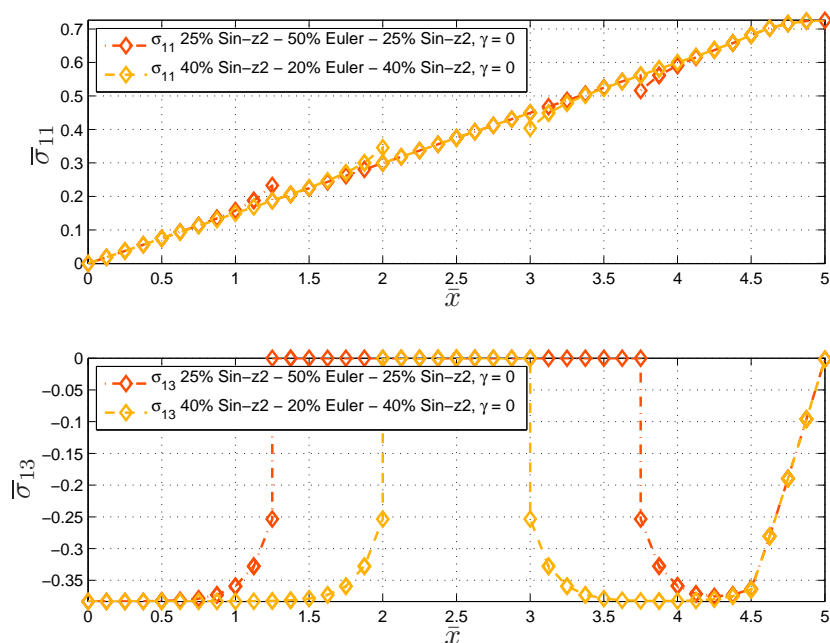 0.7
0.6
0.5
0.4
0.3
0.2
0.1
0
σ̅11
σ11 25% Sin−z2 − 50% Euler − 25% Sin−z2, γ = 0
σ11 40% Sin−z2 − 20% Euler − 40% Sin−z2, γ = 0
0 0.5 1 1.5 2 2.5 3 3.5 4 4.5 5
x̄
0
−0.05
−0.1
−0.15
−0.2
−0.25
−0.3
−0.35
σ̅13
σ13 25% Sin−z2 − 50% Euler − 25% Sin−z2, γ = 0
σ13 40% Sin−z2 − 20% Euler − 40% Sin−z2, γ = 0
0 0.5 1 1.5 2 2.5 3 3.5 4 4.5 5
x̄